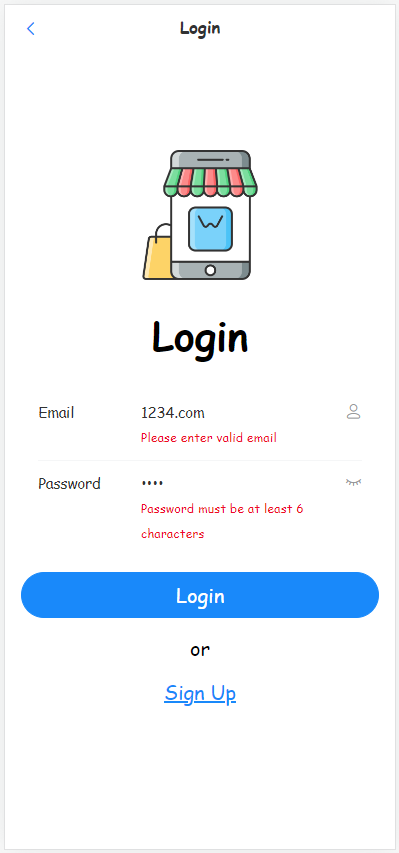 Login
Login
Email 1234.com
Please enter valid email
Password ••••
Password must be at least 6
characters
Login
or
Sign Up